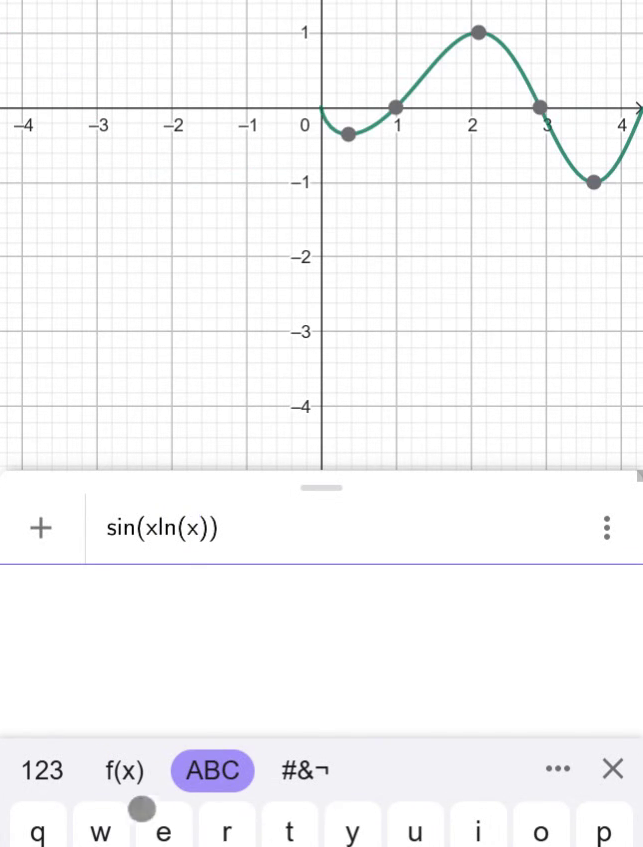 1
–4 –3 –2 –1 0 1 2 3 4
–1
–2
–3
–4
+ sin(xln(x))
123 f(x) ABC #&¬
q w e r t y u i o p